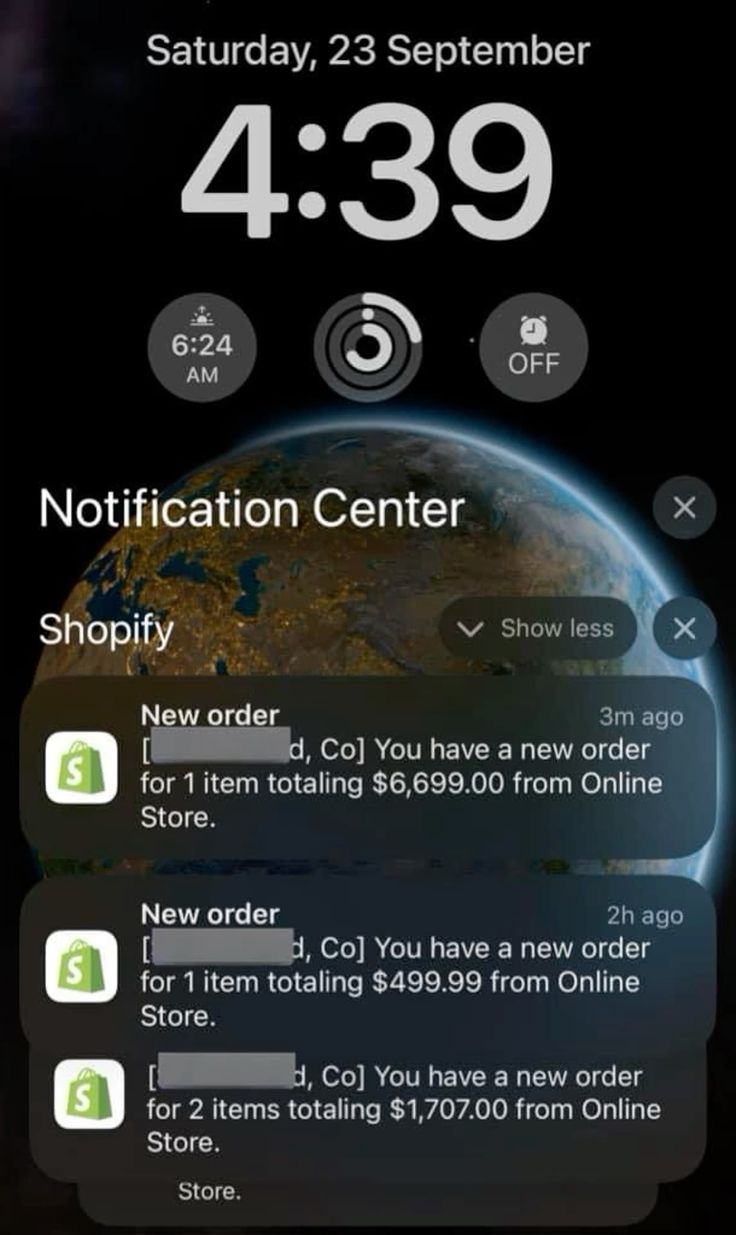 Saturday, 23 September
4:39
6:24
AM
OFF
Notification Center
Shopify
Show less
New order
3m ago
[ d, Co] You have a new order
for 1 item totaling $6,699.00 from Online
Store.
New order
2h ago
[ d, Co] You have a new order
for 1 item totaling $499.99 from Online
Store.
[ d, Co] You have a new order
for 2 items totaling $1,707.00 from Online
Store.
Store.